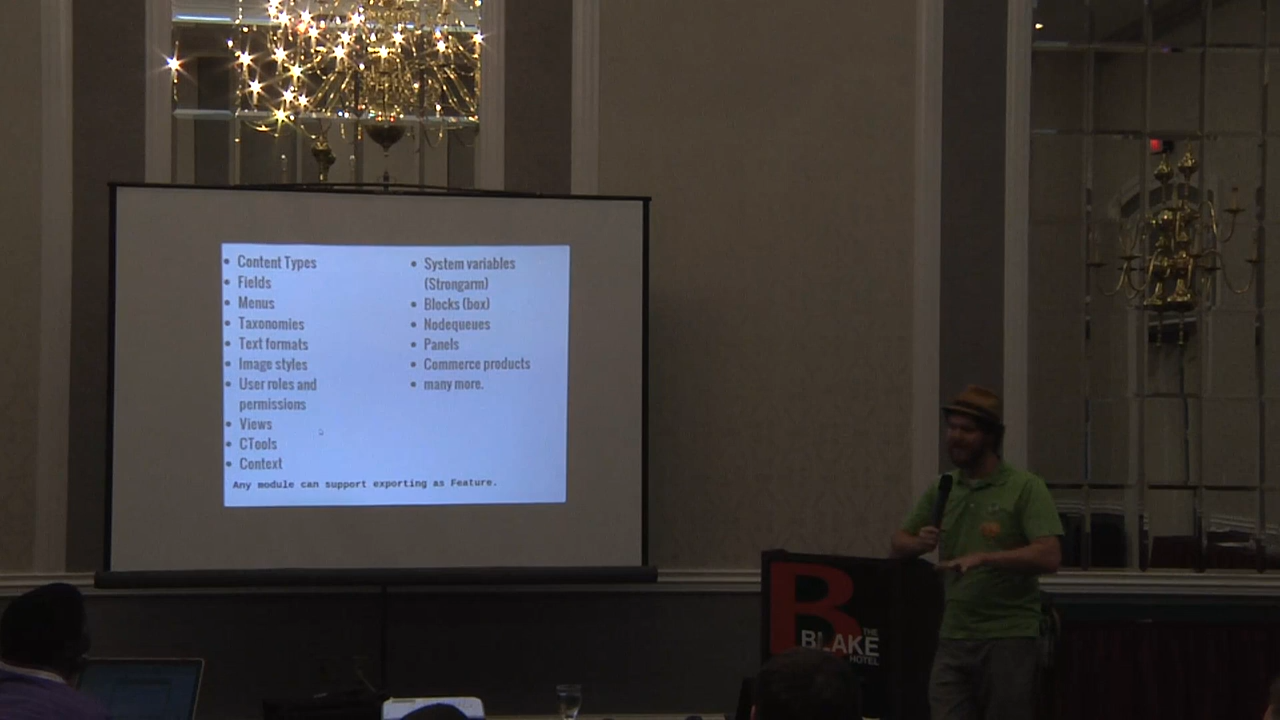 Content Types
Fields
Menus
Taxonomies
Text formats
Image styles
User roles and
permissions
Views
CTools
Context
System variables
(Strongarm)
Blocks (box)
Nodequeues
Panels
Commerce products
many more.
Any module can support exporting as Feature.
B
THE
BLAKE
HOTEL